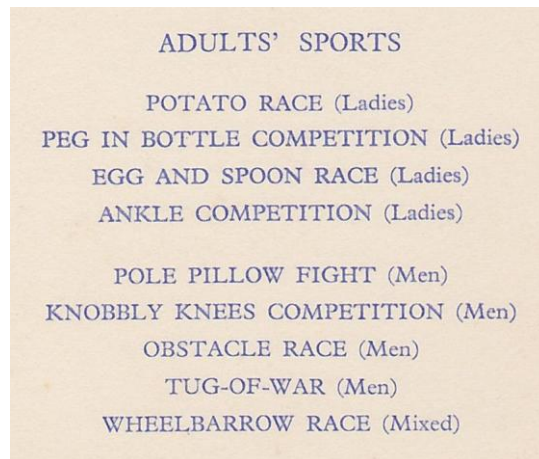 ADULTS' SPORTS
POTATO RACE (Ladies)
PEG IN BOTTLE COMPETITION (Ladies)
EGG AND SPOON RACE (Ladies)
ANKLE COMPETITION (Ladies)
POLE PILLOW FIGHT (Men)
KNOBBLY KNEES COMPETITION (Men)
OBSTACLE RACE (Men)
TUG-OF-WAR (Men)
WHEELBARROW RACE (Mixed)